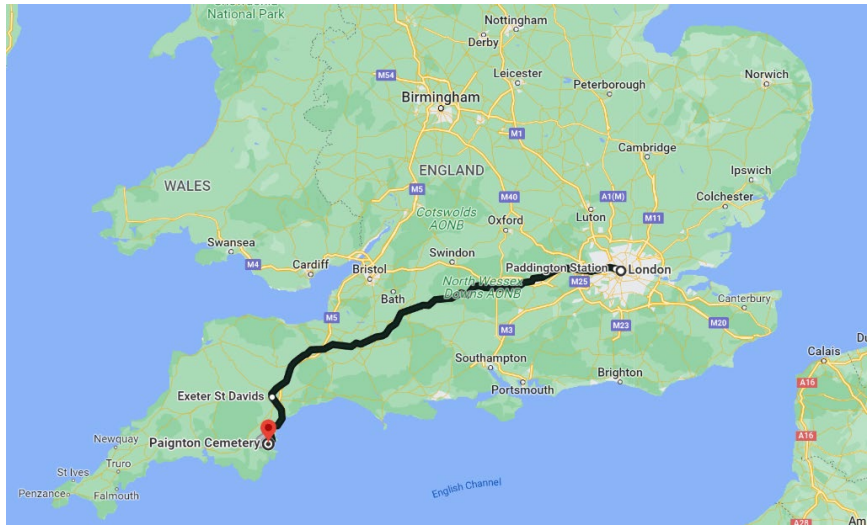 National Park
Nottingham
Derby
Norwich
M54
Leicester
Peterborough
Birmingham
M1
Cambridge
ENGLAND
Ipswich
WALES
M5
M40
A1(M)
M11
Colchester
Cotswolds
AONB
Oxford
Luton
Swansea
Swindon
M4
Cardiff
Bristol
Paddington Station
London
North Wessex
Downs AONB
M25
Bath
Canterbury
M5
M3
M23
M20
Southampton
Brighton
Calais
Portsmouth
A16
Exeter St Davids
Newquay
Paignton Cemetery
A16
Truro
St Ives
Penzance
Falmouth
English Channel
A28